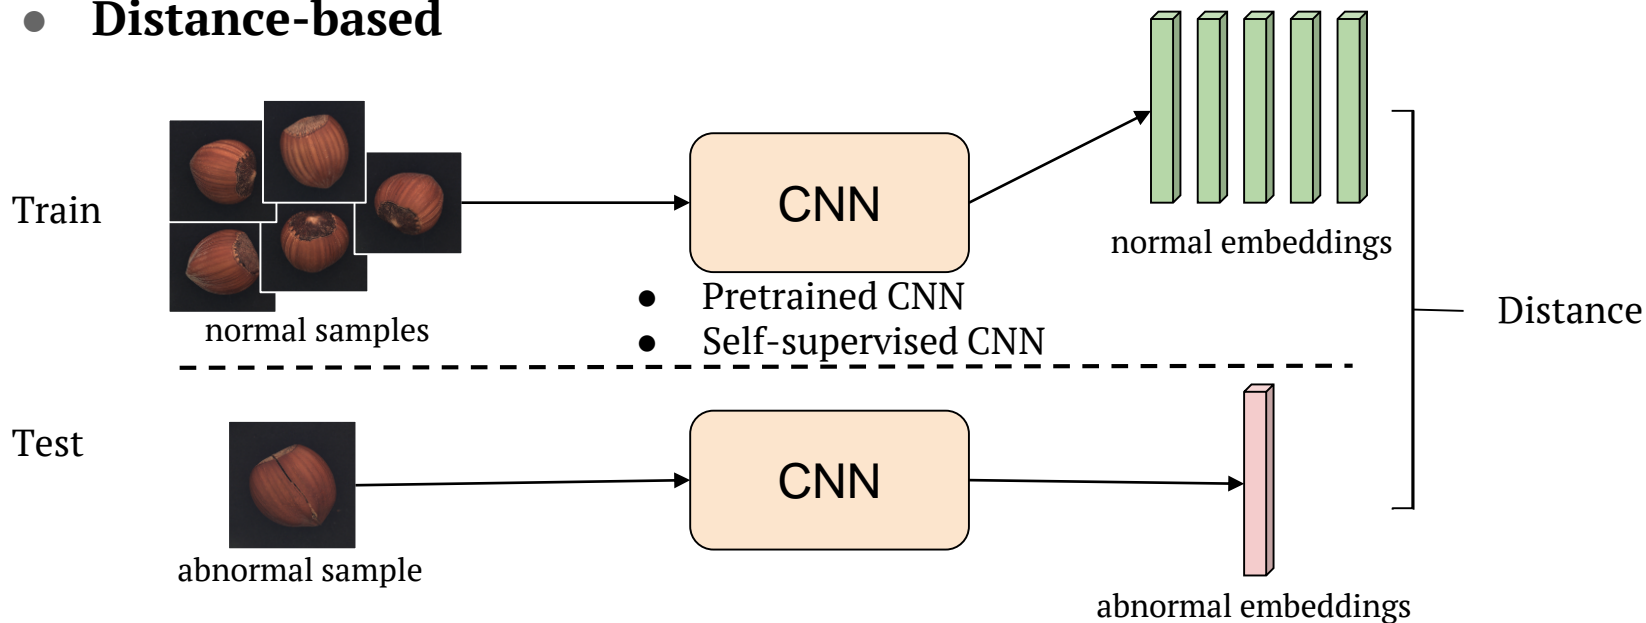 ● Distance-based
Train
CNN
normal embeddings
● Pretrained CNN
● Self-supervised CNN
normal samples
Distance
Test
CNN
abnormal sample
abnormal embeddings